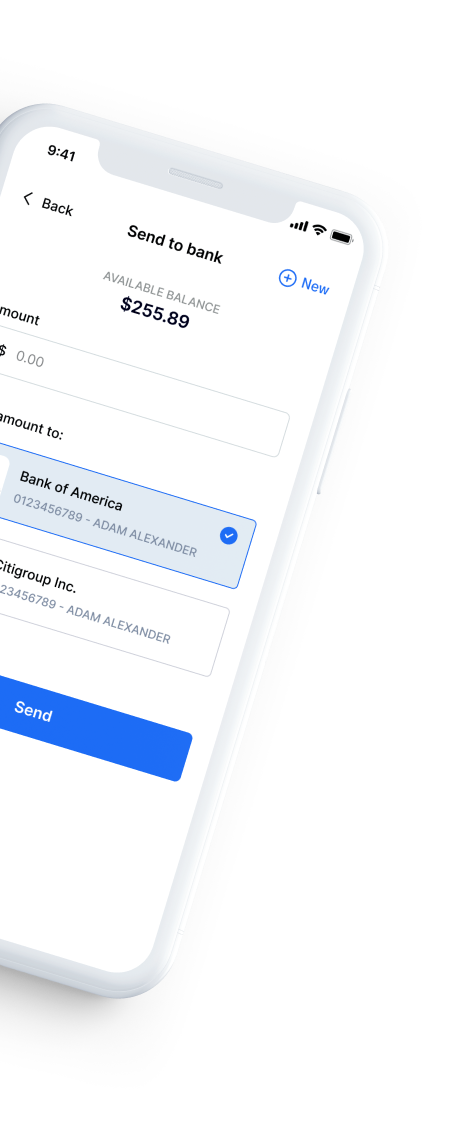 9:41
Back
Send to bank
New
AVAILABLE BALANCE
$255.89
mount
$ 0.00
amount to:
Bank of America
0123456789 - ADAM ALEXANDER
Citigroup Inc.
23456789 - ADAM ALEXANDER
Send